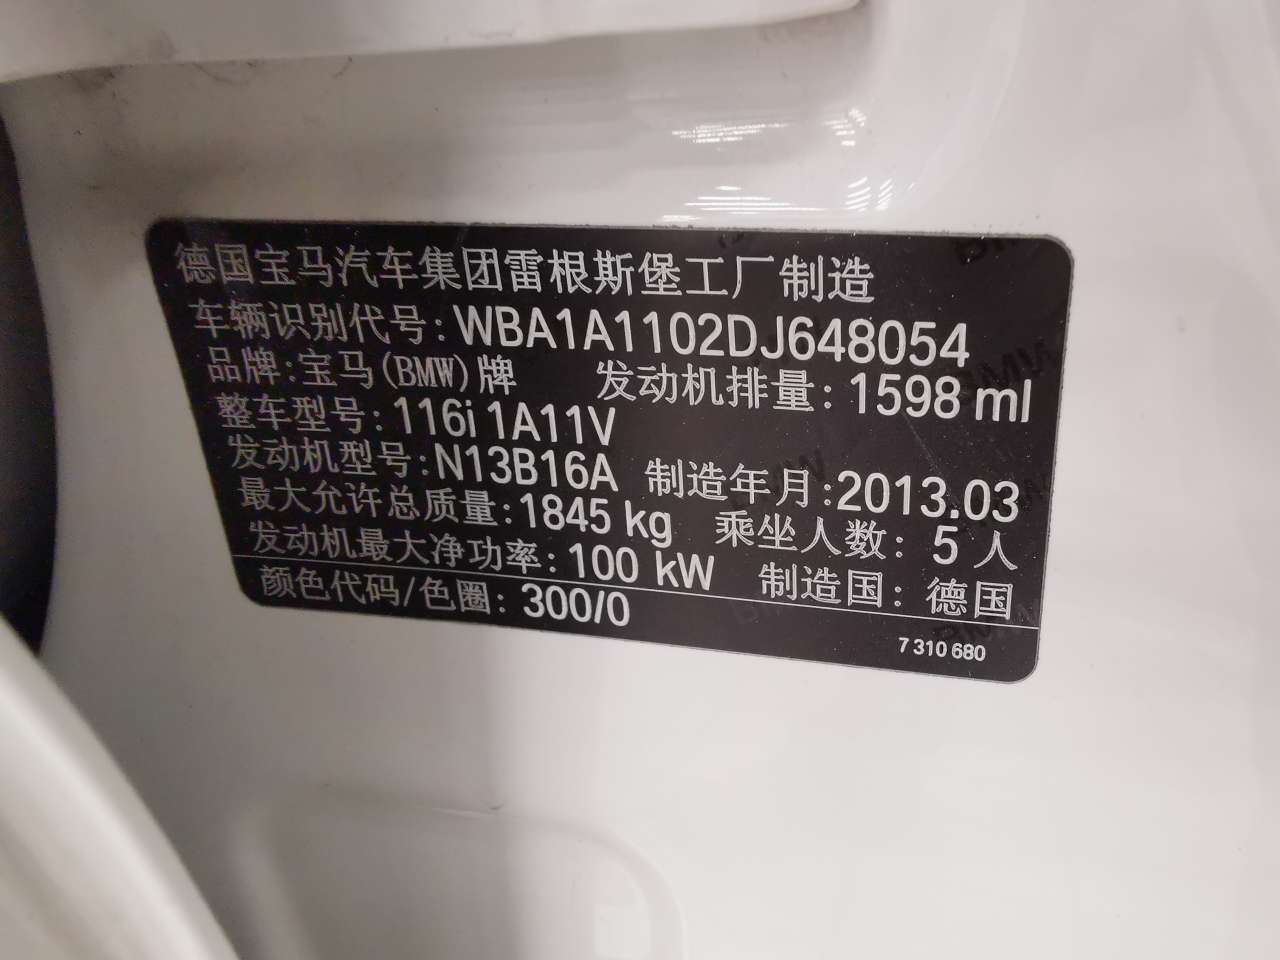 德国宝马汽车集团雷根斯堡工厂制造
车辆识别代号: WBA1A1102DJ648054
品牌: 宝马(BMW)牌 发动机排量: 1598 ml
整车型号: 116i 1A11V
发动机型号: N13B16A 制造年月: 2013.03
最大允许总质量: 1845 kg 乘坐人数: 5 人
发动机最大净功率: 100 kW 制造国: 德国
颜色代码/色圈: 300/0
7 310 680